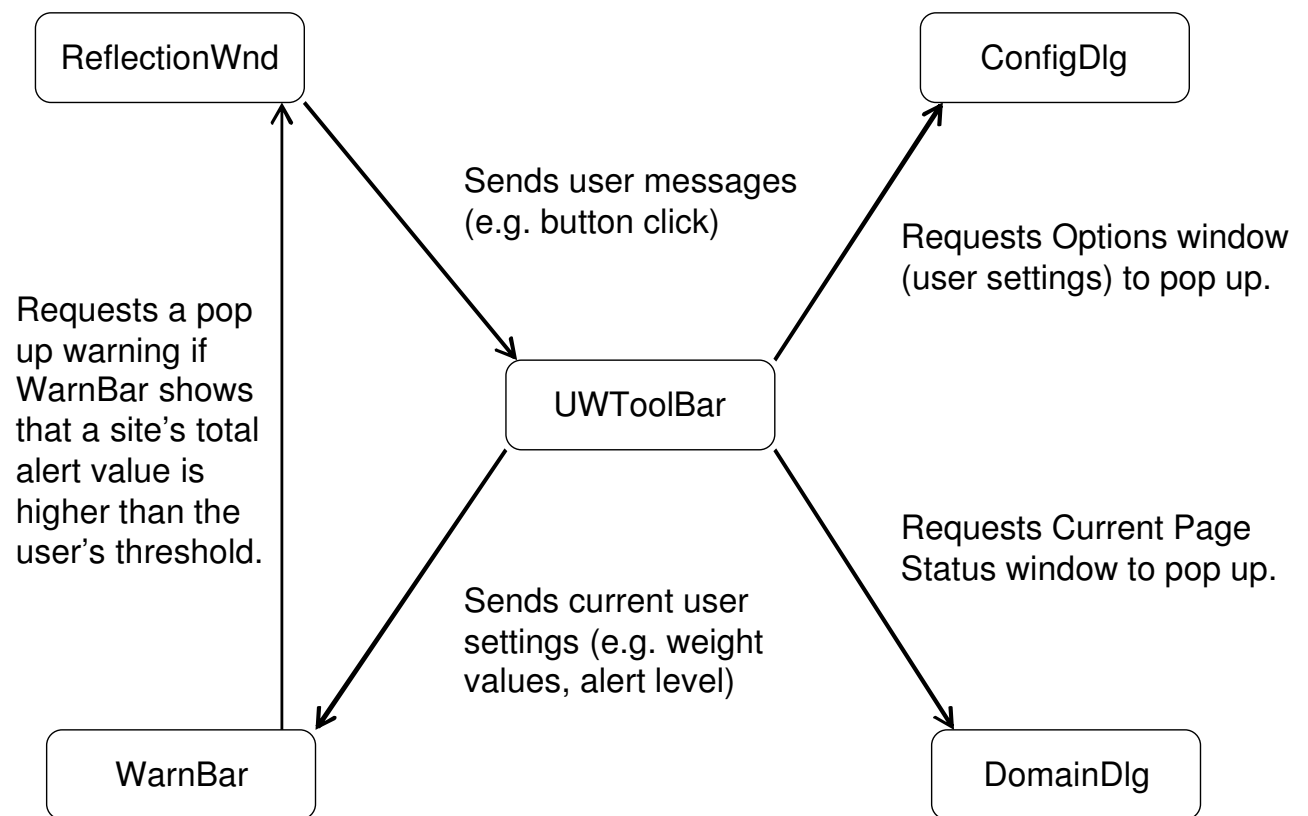 ReflectionWnd
ConfigDlg
Sends user messages
(e.g. button click)
Requests Options window
(user settings) to pop up.
Requests a pop
up warning if
WarnBar shows
that a site’s total
alert value is
higher than the
user’s threshold.
UWToolBar
Requests Current Page
Status window to pop up.
Sends current user
settings (e.g. weight
values, alert level)
WarnBar
DomainDlg